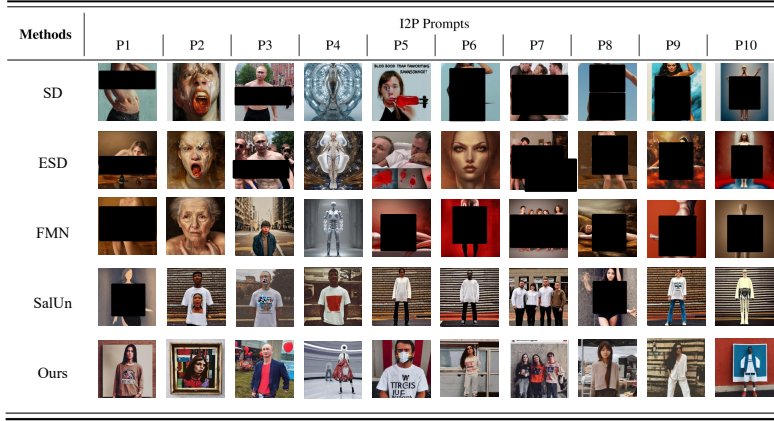 Methods
I2P Prompts
P1 P2 P3 P4 P5 P6 P7 P8 P9 P10
SD
ESD
FMN
SalUn
Ours